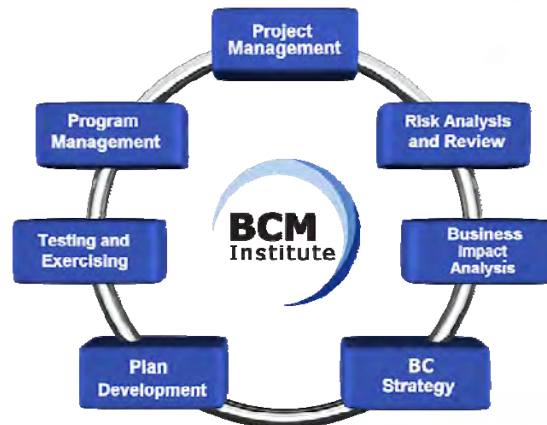 Project
Management
Risk Analysis
and Review
Business
Impact
Analysis
BC
Strategy
Plan
Development
Testing and
Exercising
Program
Management
BCM
Institute